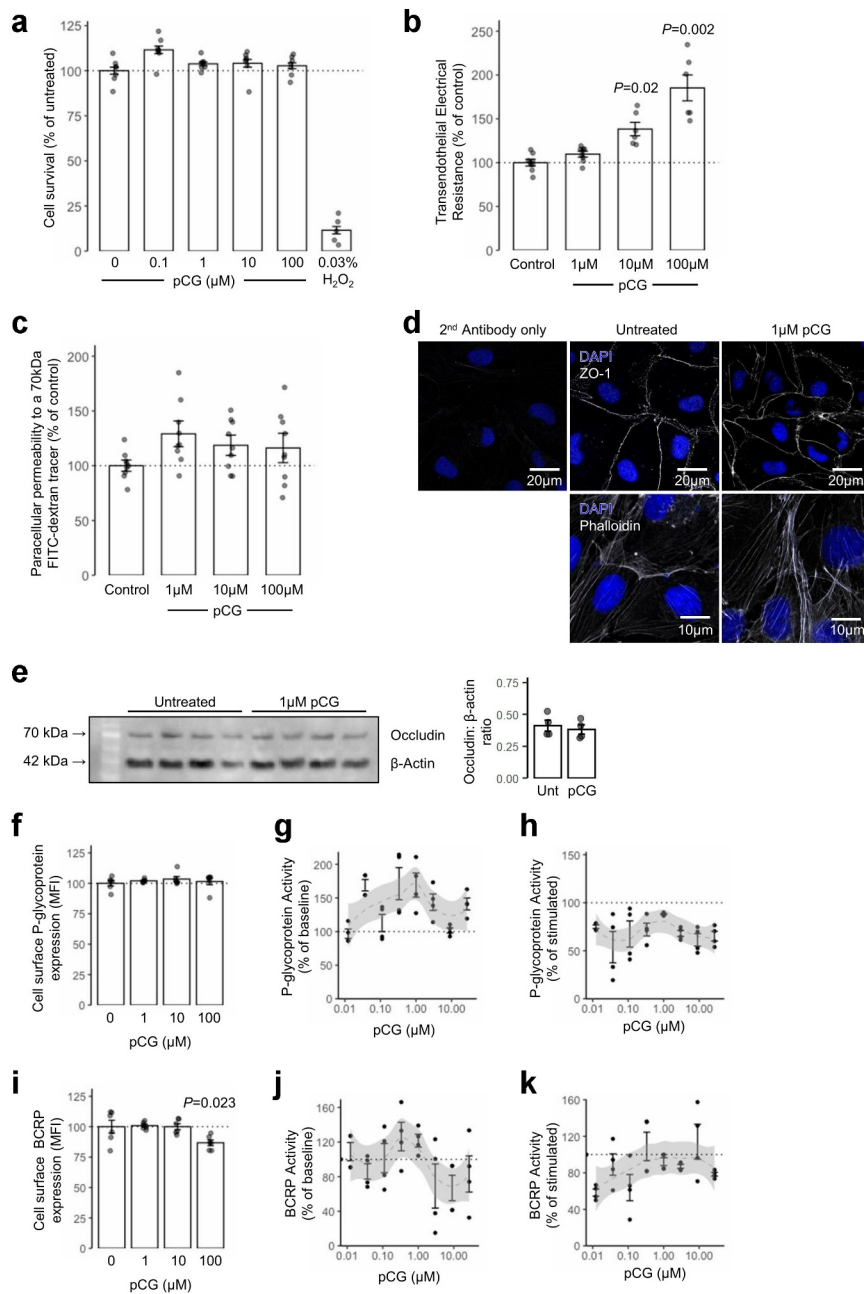 a
Cell survival (% of untreated)
125
100
75
50
25
0
0 0.1 1 10 100 0.03%
pCG (µM) H₂O₂
b
Transendothelial Electrical
Resistance (% of control)
250
200
150
100
50
0
P=0.02
P=0.002
Control 1µM 10µM 100µM
pCG
c
Paracellular permeability to a 70kDa
FITC-dextran tracer (% of control)
200
150
100
50
0
Control 1µM 10µM 100µM
pCG
d
2nd Antibody only Untreated 1µM pCG
DAPI
ZO-1
20µm 20µm 20µm
DAPI
Phalloidin
10µm 10µm
e
Untreated 1µM pCG
70 kDa → Occludin
42 kDa → β-Actin
Occludin: β-actin
ratio
0.75
0.50
0.25
0.00
Unt pCG
f
Cell surface P-glycoprotein
expression (MFI)
125
100
75
50
25
0
0 1 10 100
pCG (µM)
g
P-glycoprotein Activity
(% of baseline)
200
150
100
50
0
0.01 0.10 1.00 10.00
pCG (µM)
h
P-glycoprotein Activity
(% of stimulated)
150
100
50
0
0.01 0.10 1.00 10.00
pCG (µM)
i
Cell surface BCRP
expression (MFI)
125
100
75
50
25
0
P=0.023
0 1 10 100
pCG (µM)
j
BCRP Activity
(% of baseline)
160
120
80
40
0
0.01 0.10 1.00 10.00
pCG (µM)
k
BCRP Activity
(% of stimulated)
160
120
80
40
0
0.01 0.10 1.00 10.00
pCG (µM)